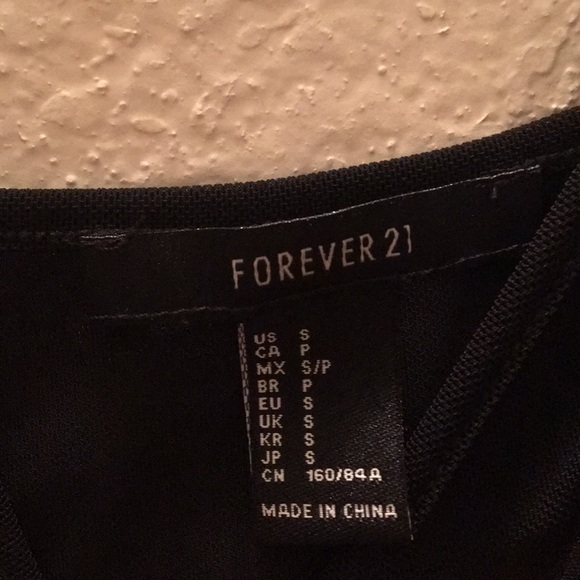 FOREVER 21
US S
CA P
MX S/P
BR P
EU S
UK S
KR S
JP S
CN 160/84A
MADE IN CHINA